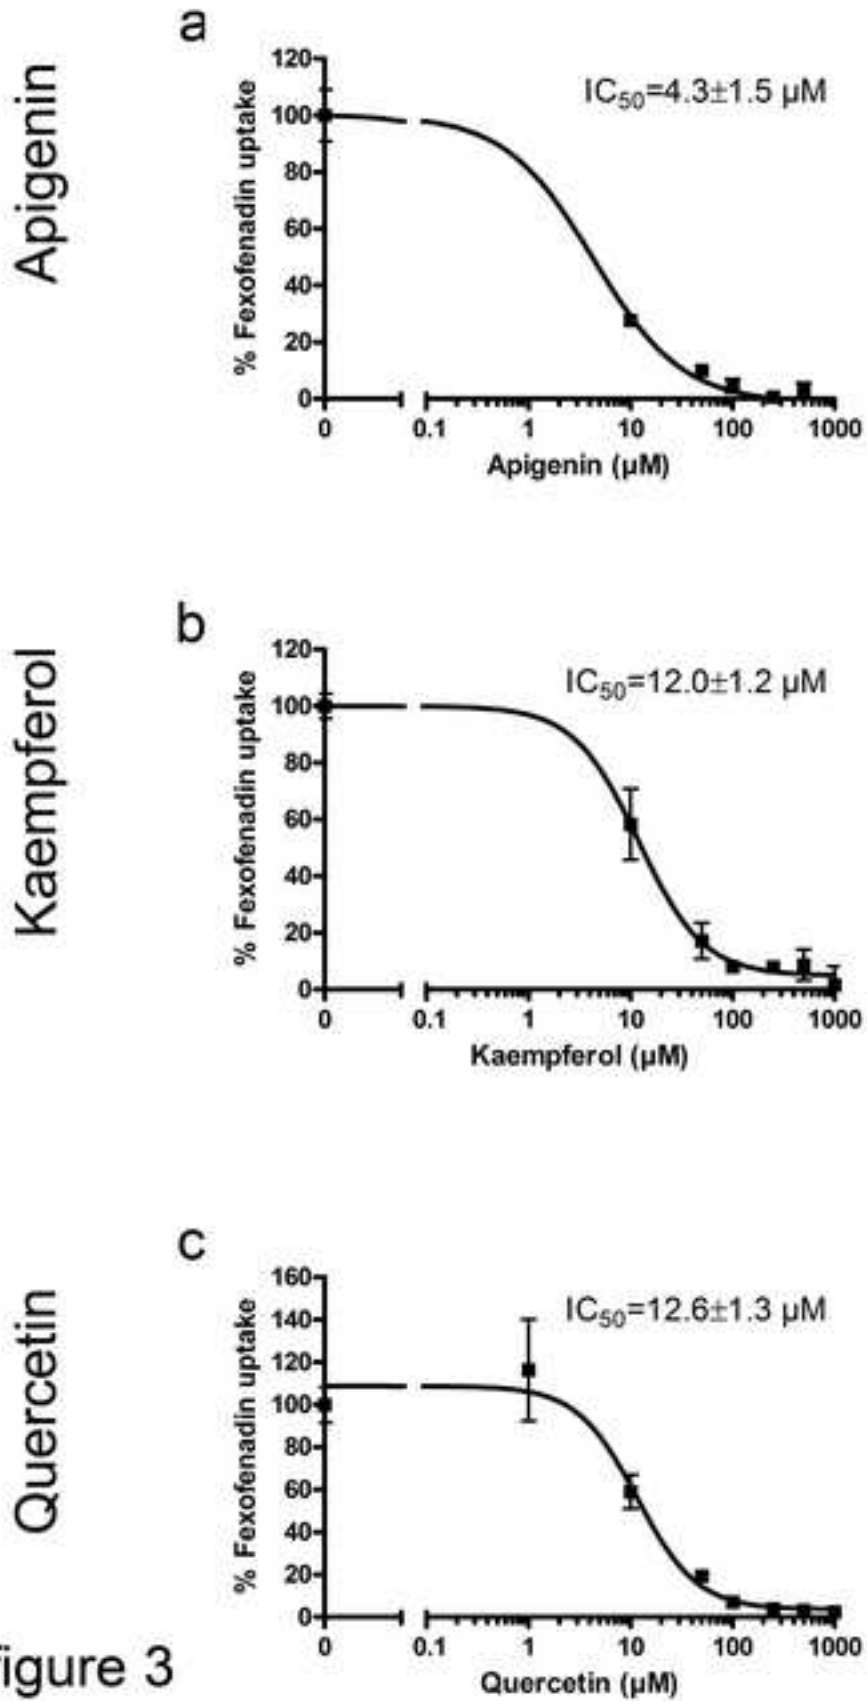 a
Apigenin
% Fexofenadin uptake
IC50=4.3±1.5 µM
120
100
80
60
40
20
0
0 0.1 1 10 100 1000
Apigenin (µM)
b
Kaempferol
% Fexofenadin uptake
IC50=12.0±1.2 µM
120
100
80
60
40
20
0
0 0.1 1 10 100 1000
Kaempferol (µM)
c
Quercetin
% Fexofenadin uptake
IC50=12.6±1.3 µM
160
140
120
100
80
60
40
20
0
0 0.1 1 10 100 1000
Quercetin (µM)
igure 3